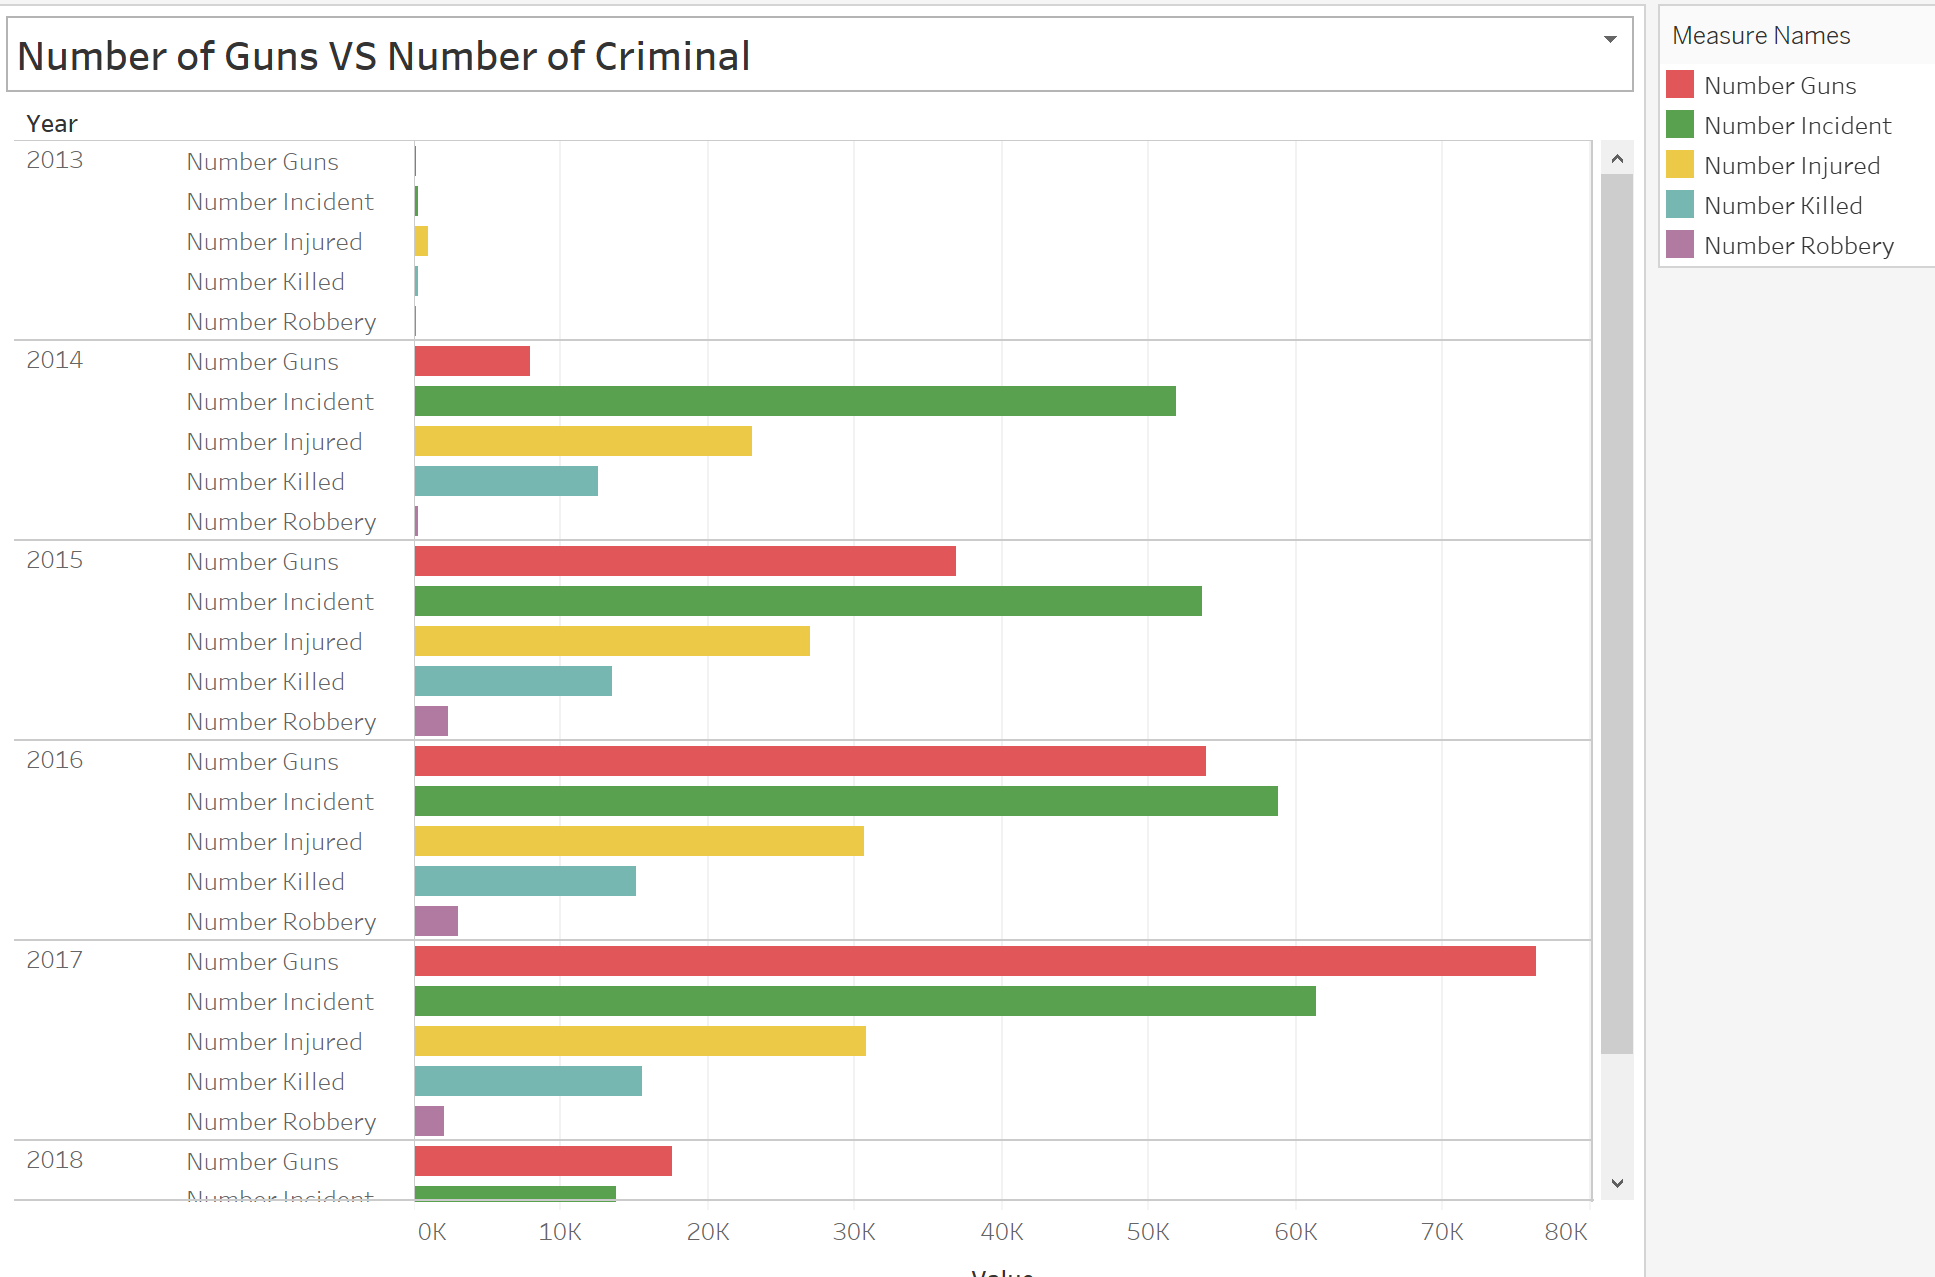 Number of Guns VS Number of Criminal
Year
2013
Number Guns
Number Incident
Number Injured
Number Killed
Number Robbery
2014
Number Guns
Number Incident
Number Injured
Number Killed
Number Robbery
2015
Number Guns
Number Incident
Number Injured
Number Killed
Number Robbery
2016
Number Guns
Number Incident
Number Injured
Number Killed
Number Robbery
2017
Number Guns
Number Incident
Number Injured
Number Killed
Number Robbery
2018
Number Guns
Number Incident
0K 10K 20K 30K 40K 50K 60K 70K 80K
Value
Measure Names
Number Guns
Number Incident
Number Injured
Number Killed
Number Robbery